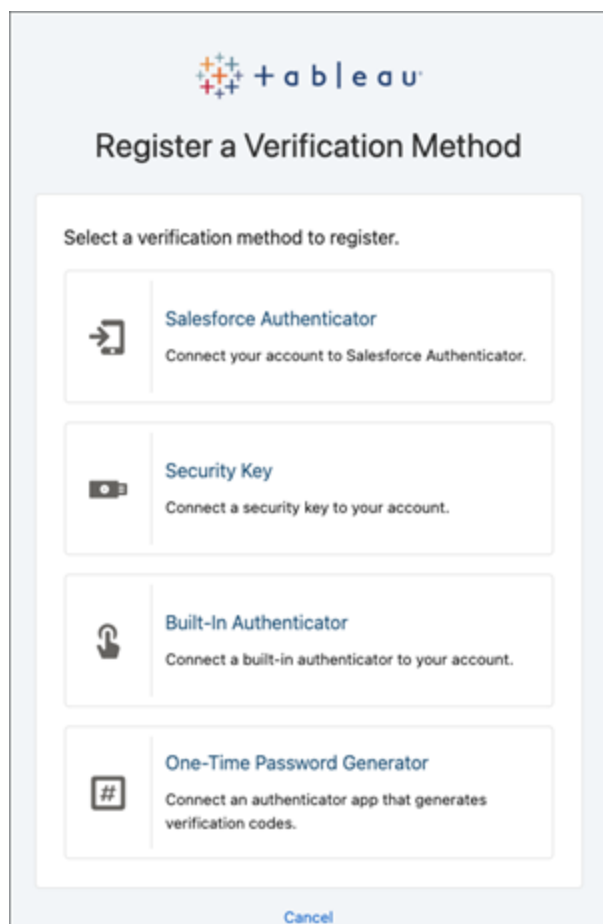 +ableau
Register a Verification Method
Select a verification method to register.
Salesforce Authenticator
Connect your account to Salesforce Authenticator.
Security Key
Connect a security key to your account.
Built-In Authenticator
Connect a built-in authenticator to your account.
#
One-Time Password Generator
Connect an authenticator app that generates
verification codes.
Cancel